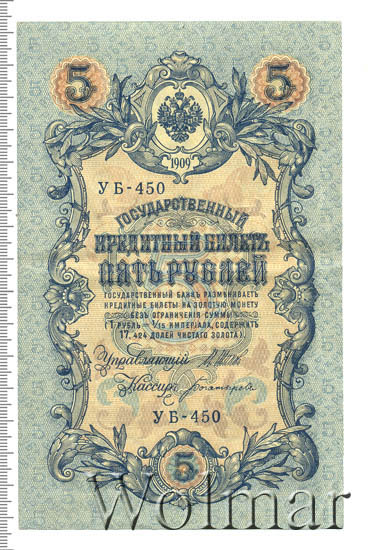 5 5
1909
УБ-450
ГОСУДАРСТВЕННЫЙ
КРЕДИТНЫЙ БИЛЕТЪ
ПЯТЬ РУБЛЕЙ
ГОСУДАРСТВЕННЫЙ БАНКЪ РАЗМѢНИВАЕТЪ
КРЕДИТНЫЕ БИЛЕТЫ НА ЗОЛОТУЮ МОНЕТУ
БЕЗЪ ОГРАНИЧЕНІЯ СУММЫ
(1 РУБЛЬ = 1/15 ИМПЕРІАЛА, СОДЕРЖИТЪ
17,424 ДОЛЕЙ ЧИСТАГО ЗОЛОТА).
Управляющій
Кассиръ
УБ-450
5
Wolmar